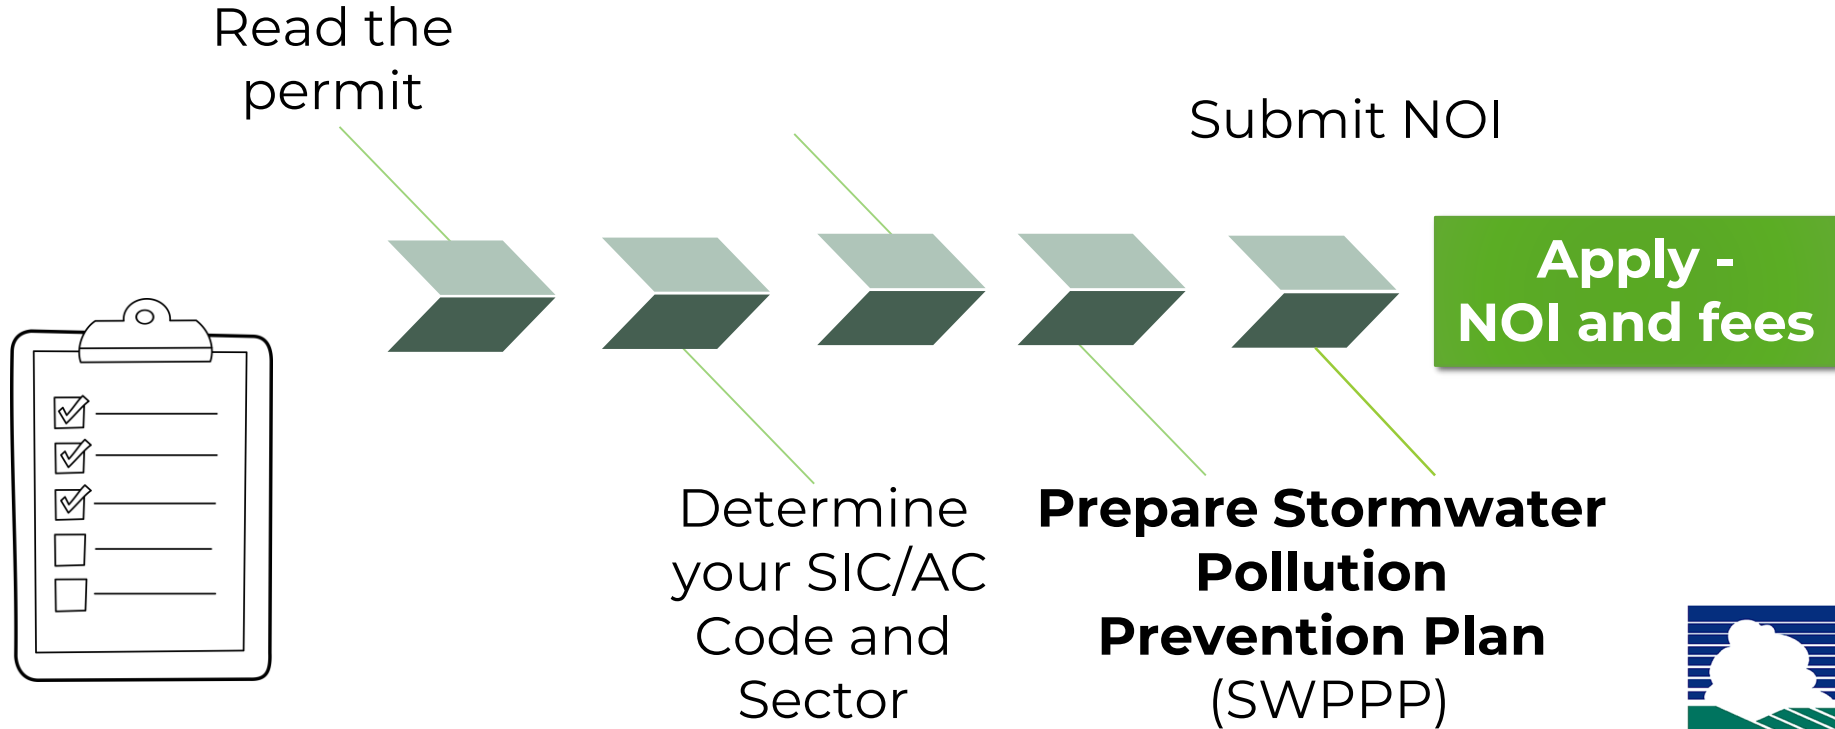 Read the
permit
Submit NOI
Apply -
NOI and fees
Determine
your SIC/AC
Code and
Sector
Prepare Stormwater
Pollution
Prevention Plan
(SWPPP)